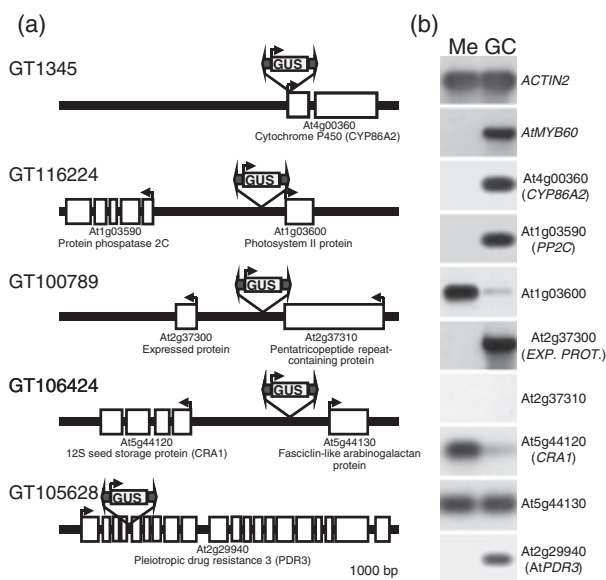 (a)
GT1345
GUS
At4g00360
Cytochrome P450 (CYP86A2)
GT116224
GUS
At1g03590
Protein phospatase 2C
At1g03600
Photosystem II protein
GT100789
GUS
At2g37300
Expressed protein
At2g37310
Pentatricopeptide repeat-
containing protein
GT106424
GUS
At5g44120
12S seed storage protein (CRA1)
At5g44130
Fasciclin-like arabinogalactan
protein
GT105628
GUS
At2g29940
Pleiotropic drug resistance 3 (PDR3)
1000 bp
(b)
Me GC
ACTIN2
AtMYB60
At4g00360
(CYP86A2)
At1g03590
(PP2C)
At1g03600
At2g37300
(EXP. PROT.)
At2g37310
At5g44120
(CRA1)
At5g44130
At2g29940
(AtPDR3)